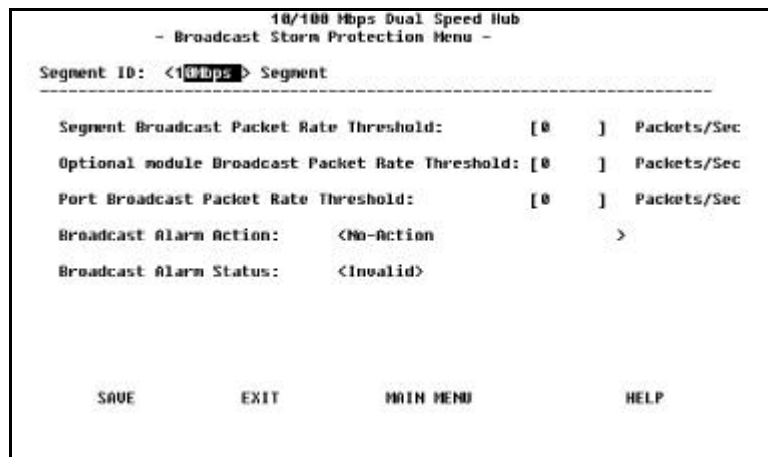 10/100 Mbps Dual Speed Hub
- Broadcast Storm Protection Menu -
Segment ID: <10Mbps > Segment
Segment Broadcast Packet Rate Threshold: [0 ] Packets/Sec
Optional module Broadcast Packet Rate Threshold: [0 ] Packets/Sec
Port Broadcast Packet Rate Threshold: [0 ] Packets/Sec
Broadcast Alarm Action: <No-Action >
Broadcast Alarm Status: <Invalid>
SAVE EXIT MAIN MENU HELP